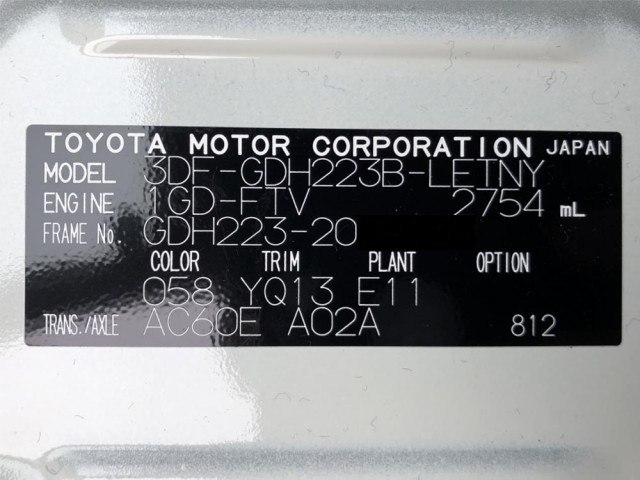 TOYOTA MOTOR CORPORATION JAPAN
MODEL 3DF-GDH223B-LETNY
ENGINE 1GD-FTV 2754 mL
FRAME No. GDH223-20
COLOR TRIM PLANT OPTION
058 YQ13 E11
TRANS./AXLE AC60E A02A 812